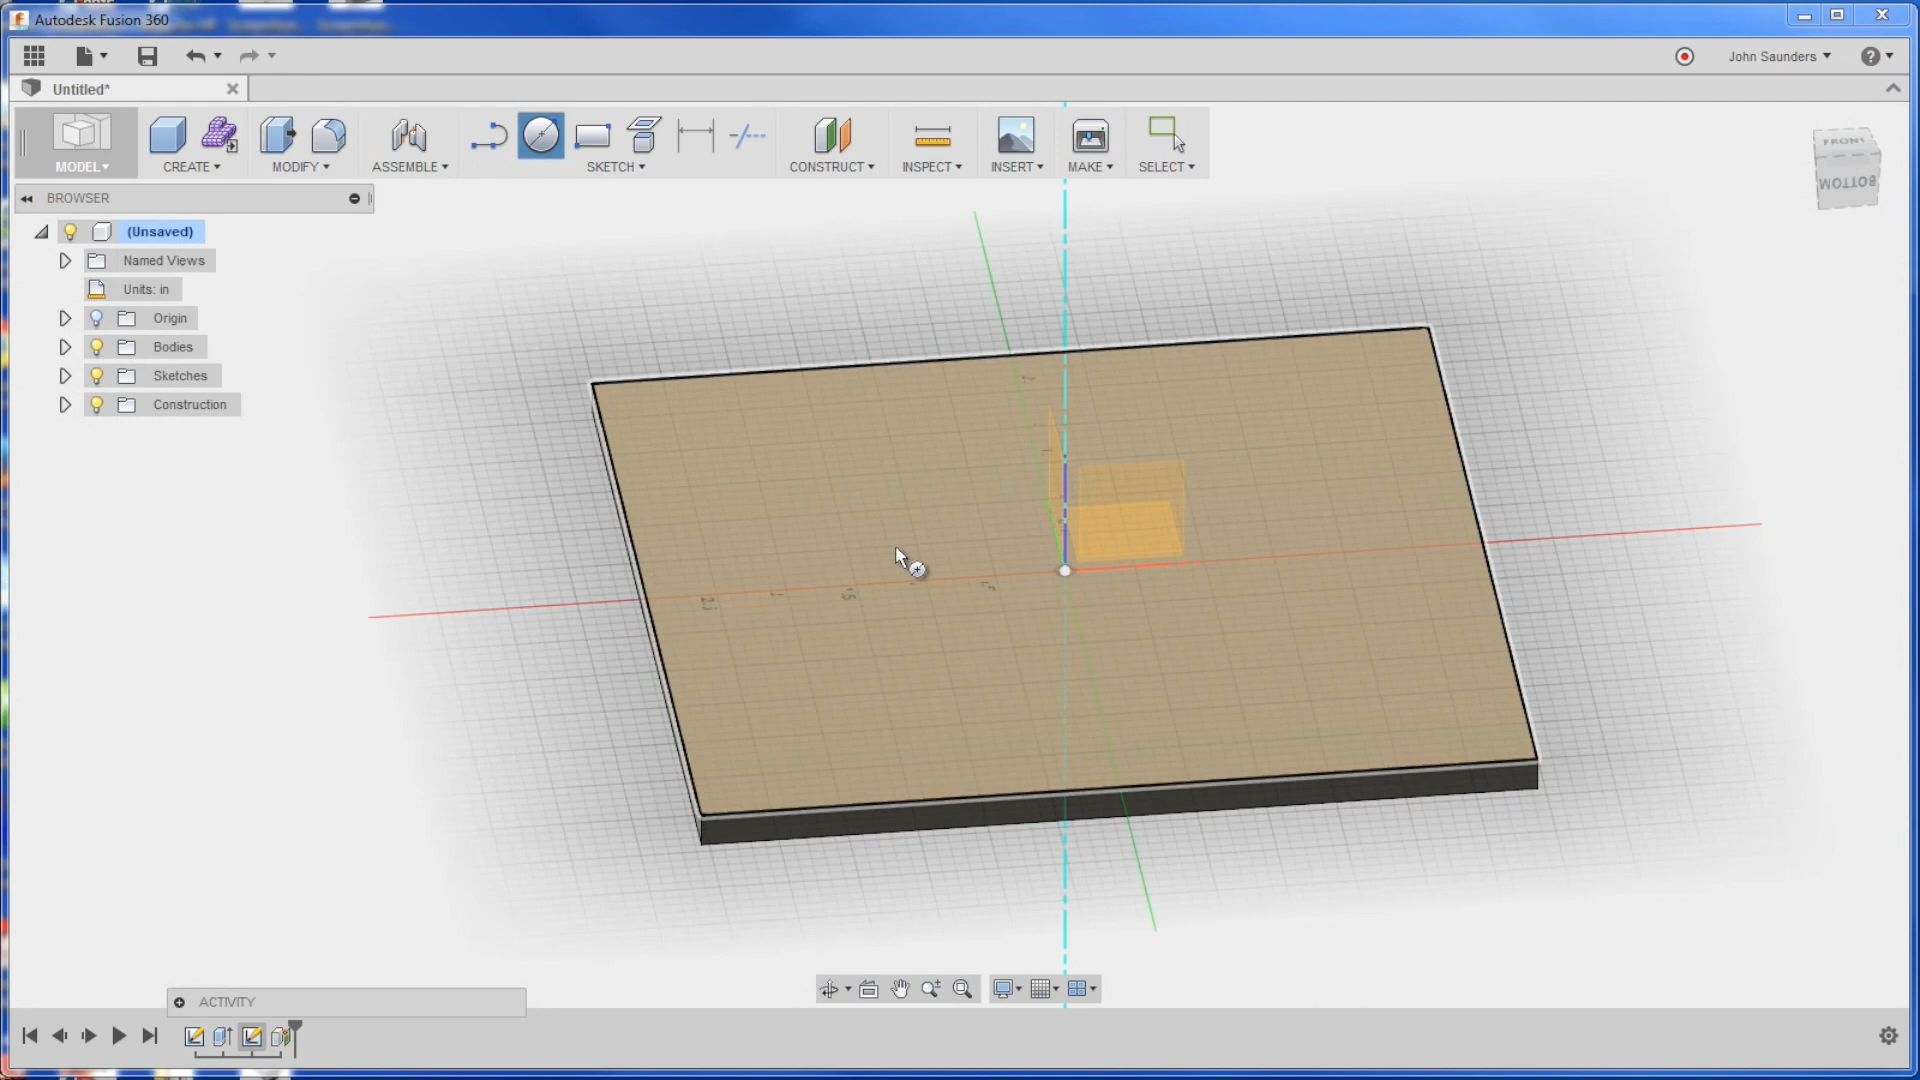 Autodesk Fusion 360
John Saunders
Untitled*
MODEL
CREATE
MODIFY
ASSEMBLE
SKETCH
CONSTRUCT
INSPECT
INSERT
MAKE
SELECT
FRONT
BOTTOM
BROWSER
(Unsaved)
Named Views
Units: in
Origin
Bodies
Sketches
Construction
ACTIVITY